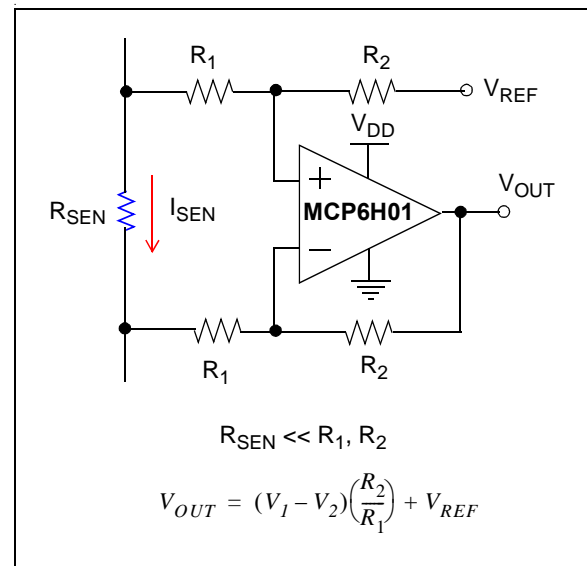 R1
R2
VREF
VDD
VOUT
+
MCP6H01
−
RSEN
ISEN
R1
R2
RSEN << R1, R2
VOUT = (V1 – V2)(R2/R1) + VREF